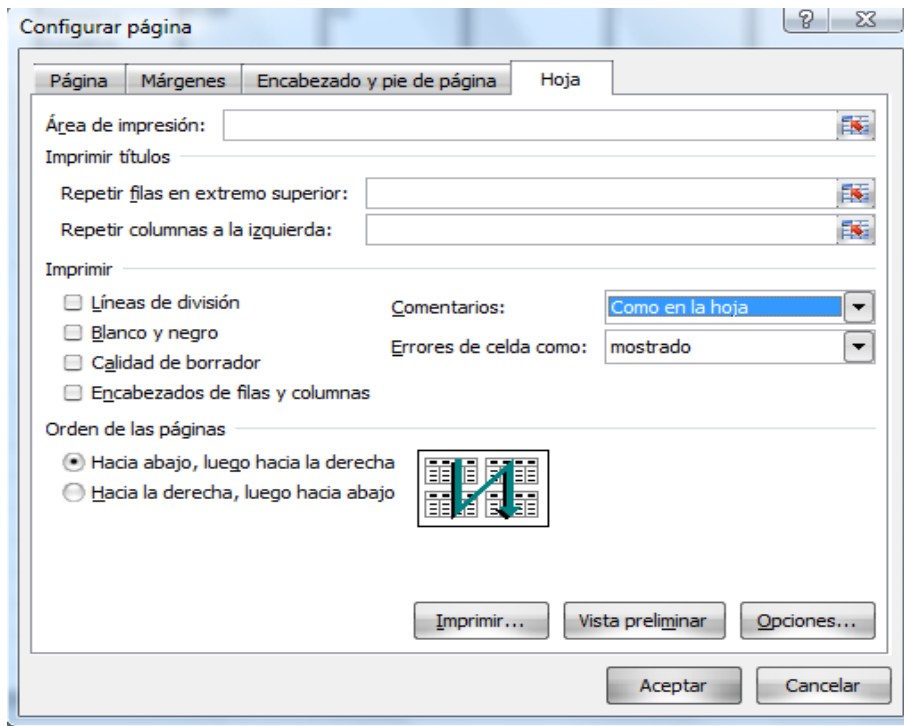 Configurar página
Página Márgenes Encabezado y pie de página Hoja
Área de impresión:
Imprimir títulos
Repetir filas en extremo superior:
Repetir columnas a la izquierda:
Imprimir
Líneas de división
Comentarios: Como en la hoja
Blanco y negro
Errores de celda como: mostrado
Calidad de borrador
Encabezados de filas y columnas
Orden de las páginas
Hacia abajo, luego hacia la derecha
Hacia la derecha, luego hacia abajo
Imprimir... Vista preliminar Opciones...
Aceptar Cancelar